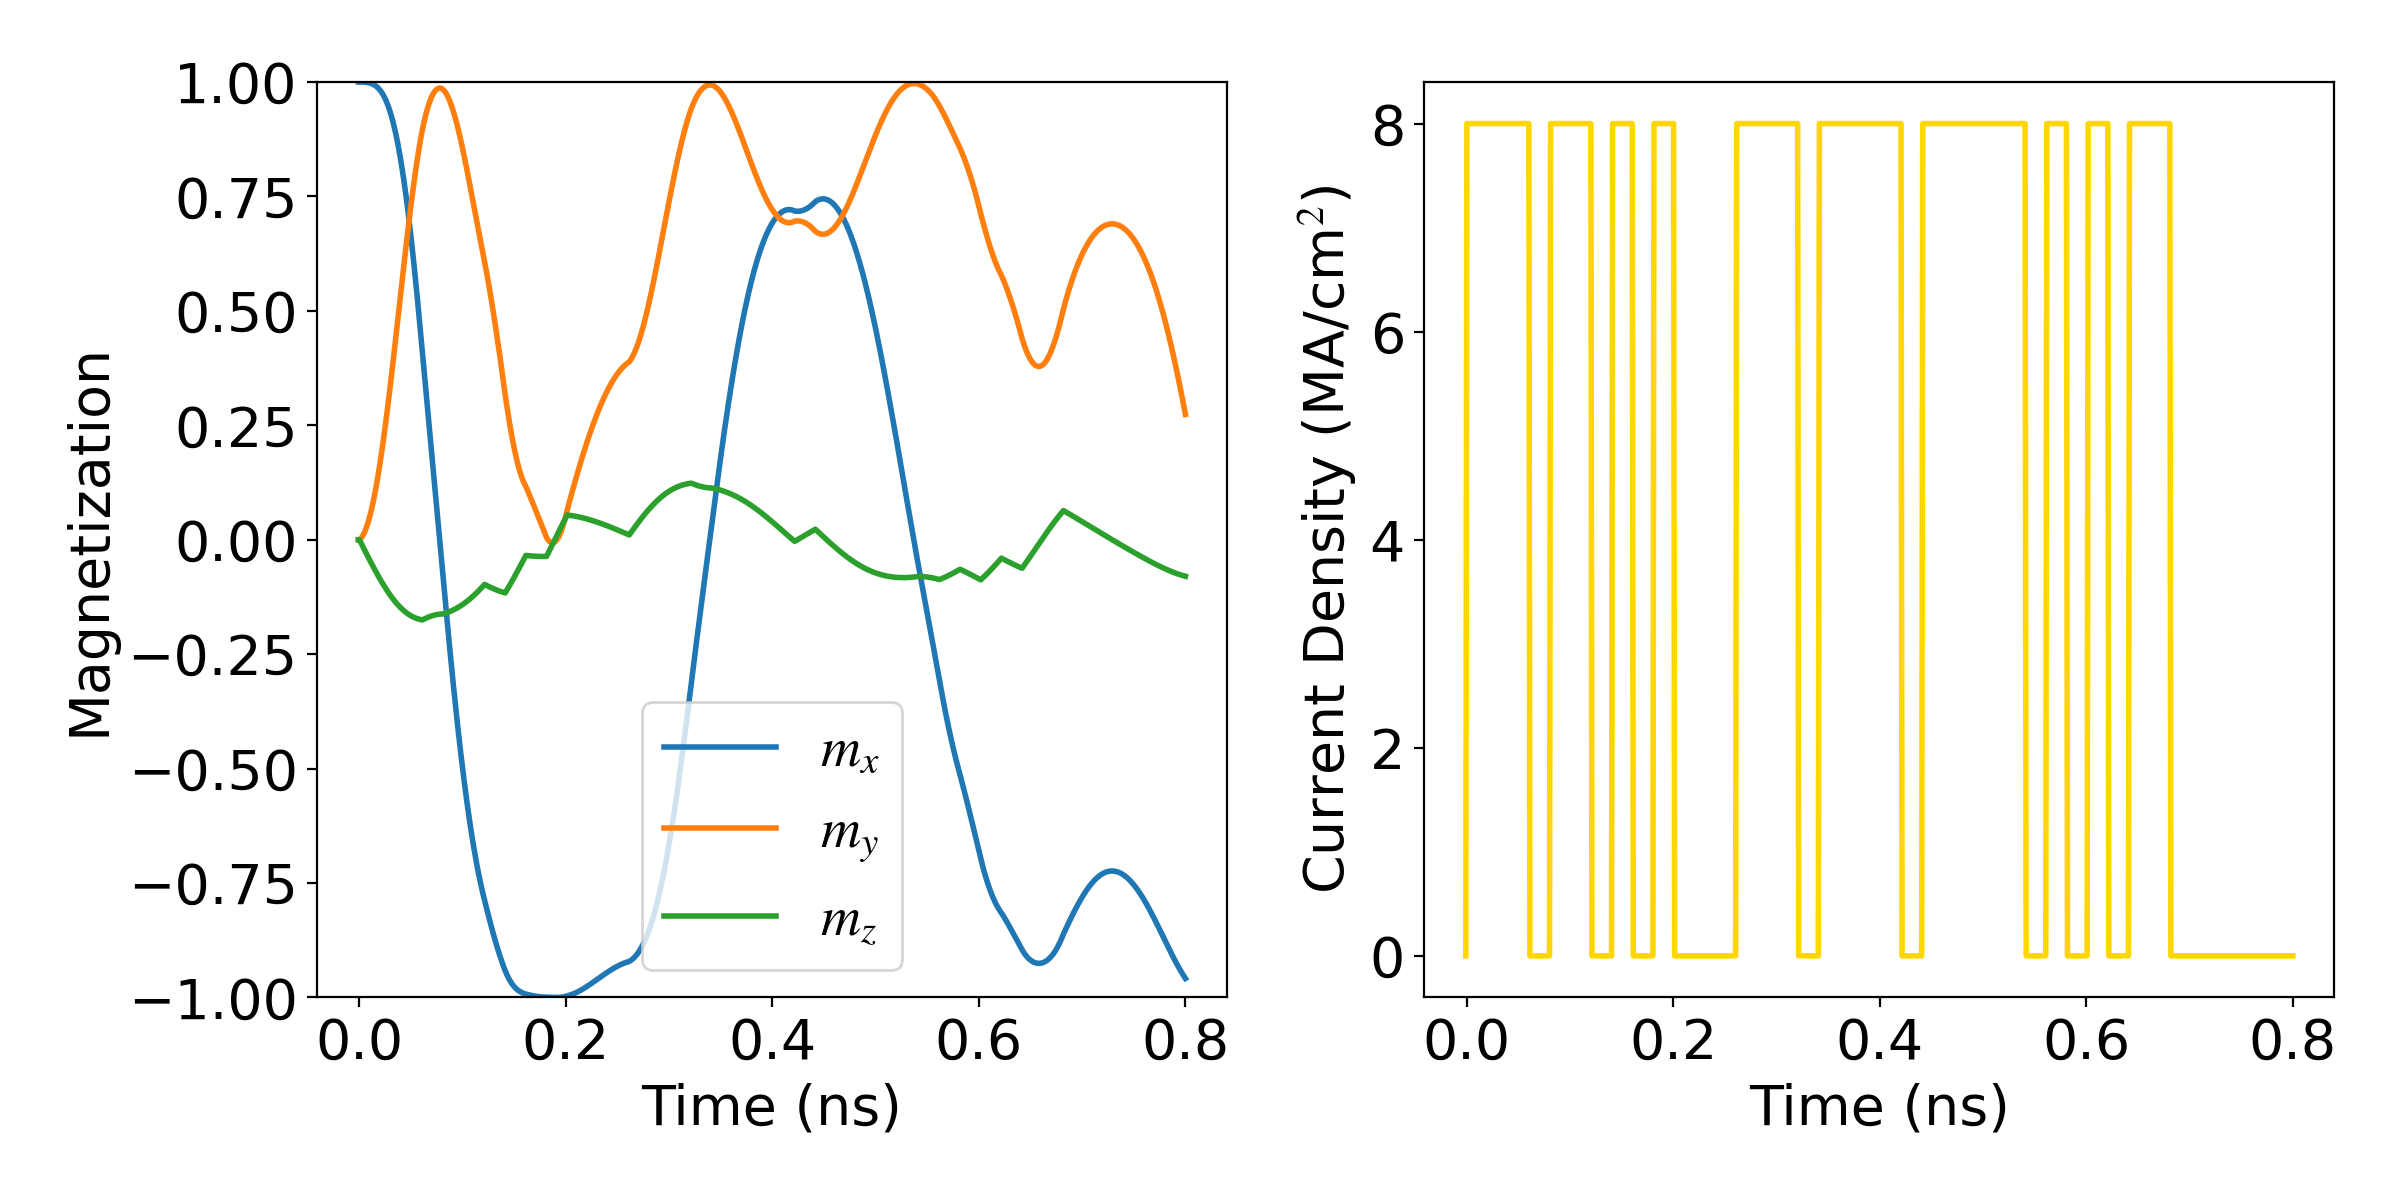 1.00
0.75
0.50
0.25
0.00
−0.25
−0.50
−0.75
−1.00
Magnetization
0.0 0.2 0.4 0.6 0.8
Time (ns)
m_x
m_y
m_z
8
6
4
2
0
Current Density (MA/cm²)
0.0 0.2 0.4 0.6 0.8
Time (ns)